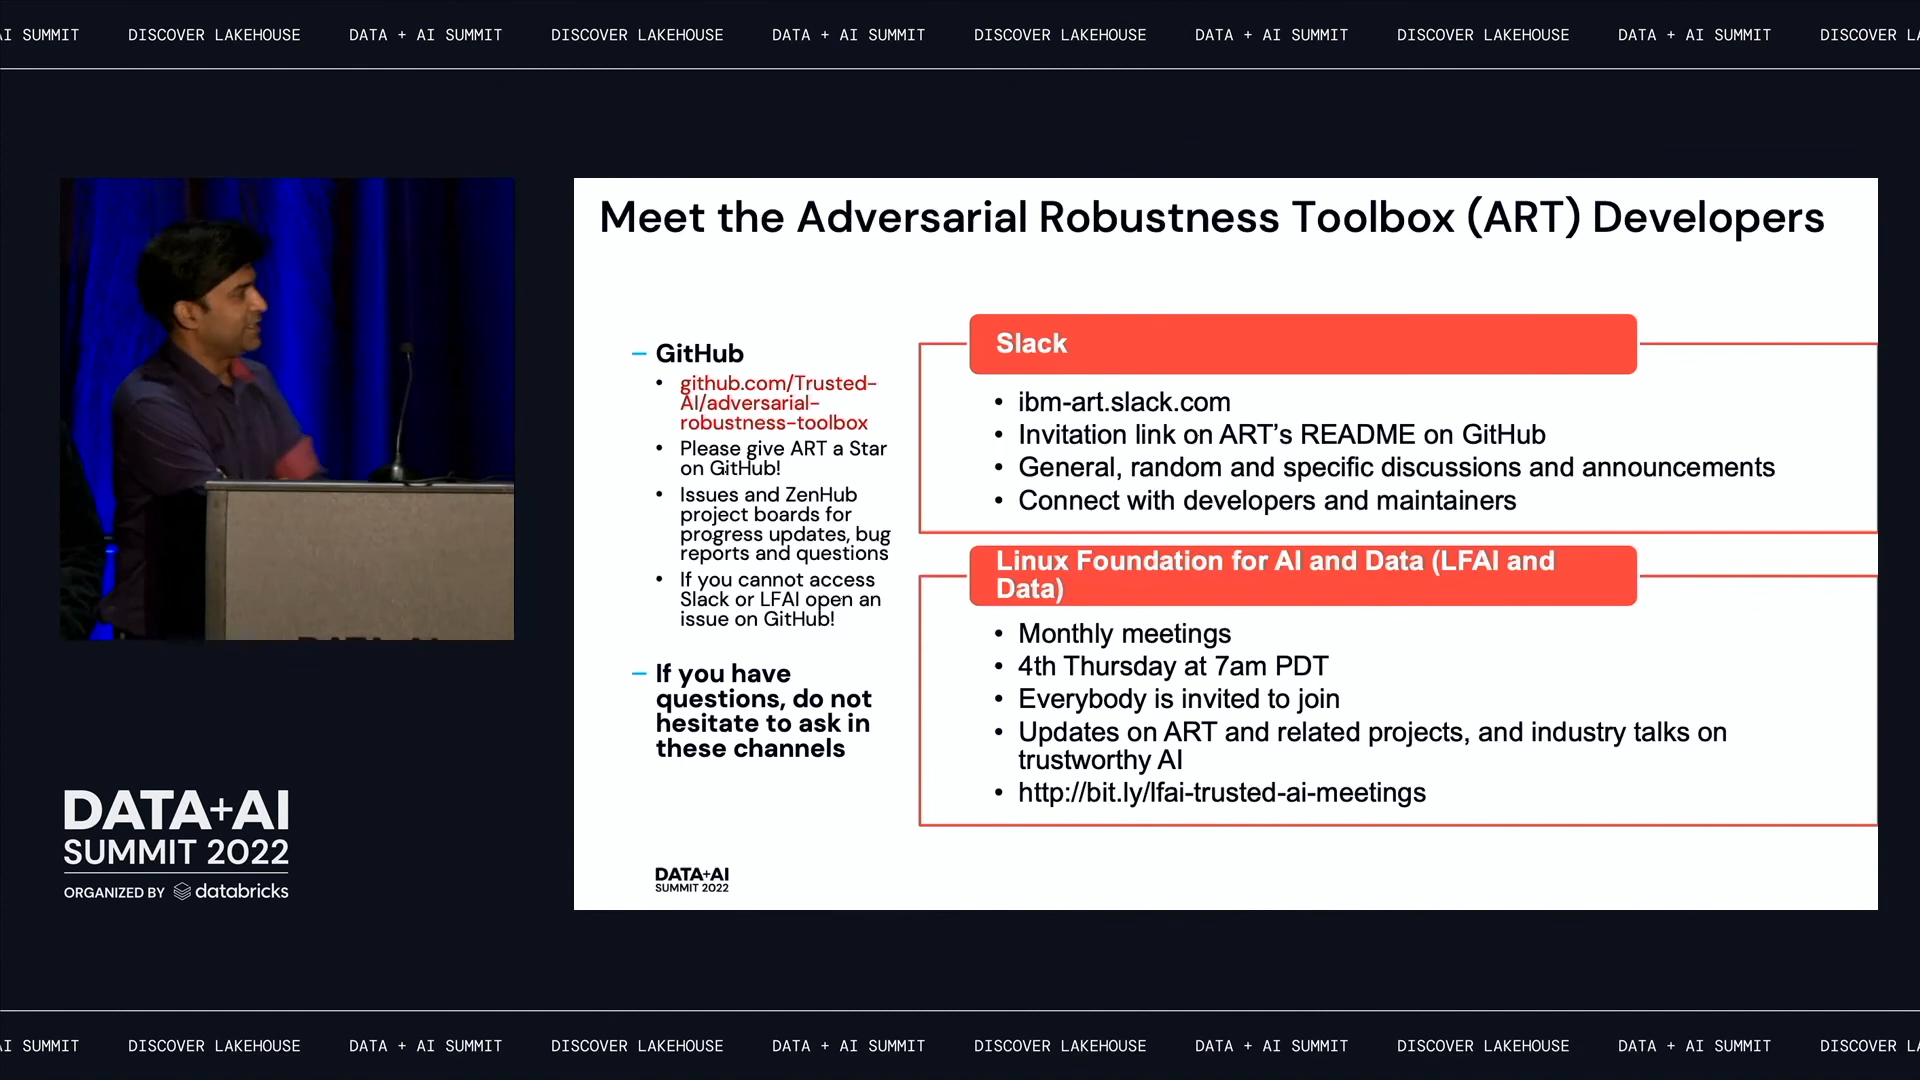 AI SUMMIT DISCOVER LAKEHOUSE DATA + AI SUMMIT DISCOVER LAKEHOUSE DATA + AI SUMMIT DISCOVER LAKEHOUSE DATA + AI SUMMIT DISCOVER LAKEHOUSE DATA + AI SUMMIT DISCOVER LA
Meet the Adversarial Robustness Toolbox (ART) Developers
– GitHub
• github.com/Trusted-
AI/adversarial-
robustness-toolbox
• Please give ART a Star
on GitHub!
• Issues and ZenHub
project boards for
progress updates, bug
reports and questions
• If you cannot access
Slack or LFAI open an
issue on GitHub!
– If you have
questions, do not
hesitate to ask in
these channels
Slack
• ibm-art.slack.com
• Invitation link on ART’s README on GitHub
• General, random and specific discussions and announcements
• Connect with developers and maintainers
Linux Foundation for AI and Data (LFAI and
Data)
• Monthly meetings
• 4th Thursday at 7am PDT
• Everybody is invited to join
• Updates on ART and related projects, and industry talks on
trustworthy AI
• http://bit.ly/lfai-trusted-ai-meetings
DATA+AI
SUMMIT 2022
DATA+AI
SUMMIT 2022
ORGANIZED BY databricks
AI SUMMIT DISCOVER LAKEHOUSE DATA + AI SUMMIT DISCOVER LAKEHOUSE DATA + AI SUMMIT DISCOVER LAKEHOUSE DATA + AI SUMMIT DISCOVER LAKEHOUSE DATA + AI SUMMIT DISCOVER L